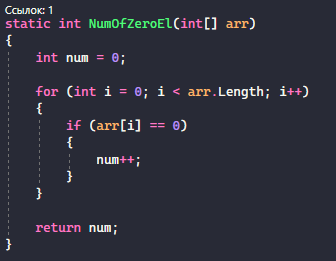 Ссылок: 1
static int NumOfZeroEl(int[] arr)
{
    int num = 0;
    for (int i = 0; i < arr.Length; i++)
    {
        if (arr[i] == 0)
        {
            num++;
        }
    }
    return num;
}